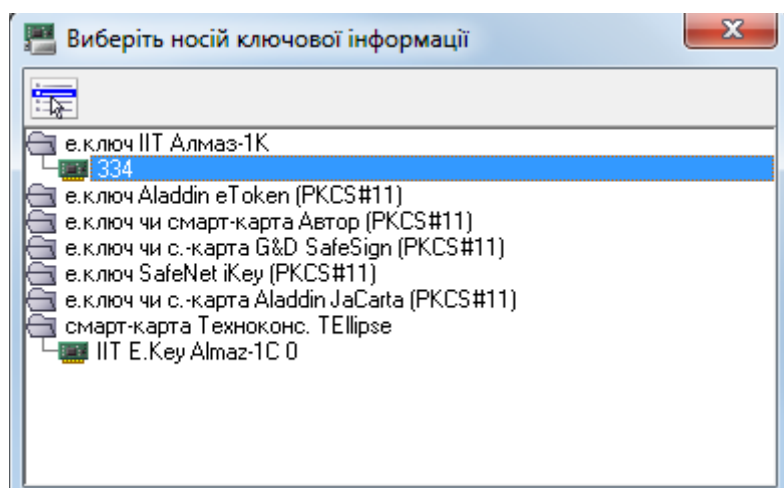 Виберіть носій ключової інформації
е.ключ ІІТ Алмаз-1К
334
е.ключ Aladdin eToken (PKCS#11)
е.ключ чи смарт-карта Автор (PKCS#11)
е.ключ чи с.-карта G&D SafeSign (PKCS#11)
е.ключ SafeNet iKey (PKCS#11)
е.ключ чи с.-карта Aladdin JaCarta (PKCS#11)
смарт-карта Техноконс. TEllipse
IIT E.Key Almaz-1C 0